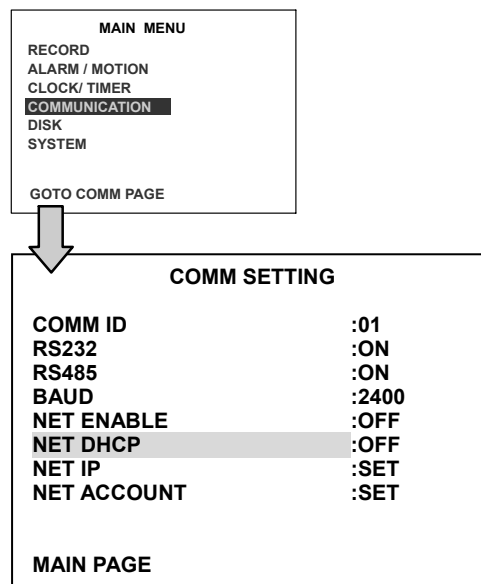 MAIN MENU
RECORD
ALARM / MOTION
CLOCK/ TIMER
COMMUNICATION
DISK
SYSTEM
GOTO COMM PAGE
COMM SETTING
COMM ID :01
RS232 :ON
RS485 :ON
BAUD :2400
NET ENABLE :OFF
NET DHCP :OFF
NET IP :SET
NET ACCOUNT :SET
MAIN PAGE